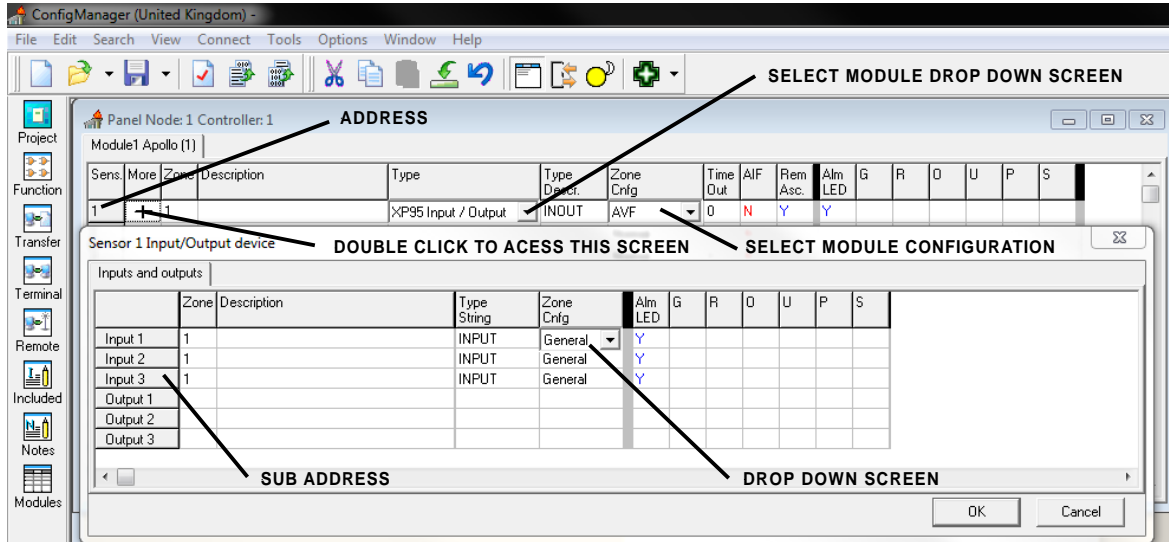 ConfigManager (United Kingdom) -
File Edit Search View Connect Tools Options Window Help
SELECT MODULE DROP DOWN SCREEN
Project
Function
Transfer
Terminal
Remote
Included
Notes
Modules
Panel Node: 1 Controller: 1
ADDRESS
Module1 Apollo (1)
Sens. More Zone Description Type Type Descr. Zone Cnfg Time Out AIF Rem Asc. Alm LED G R O U P S
1 + 1 XP95 Input / Output INOUT AVF 0 N Y Y
Sensor 1 Input/Output device
DOUBLE CLICK TO ACESS THIS SCREEN
SELECT MODULE CONFIGURATION
Inputs and outputs
Zone Description Type String Zone Cnfg Alm LED G R O U P S
Input 1 1 INPUT General Y
Input 2 1 INPUT General Y
Input 3 1 INPUT General Y
Output 1
Output 2
Output 3
SUB ADDRESS
DROP DOWN SCREEN
OK Cancel